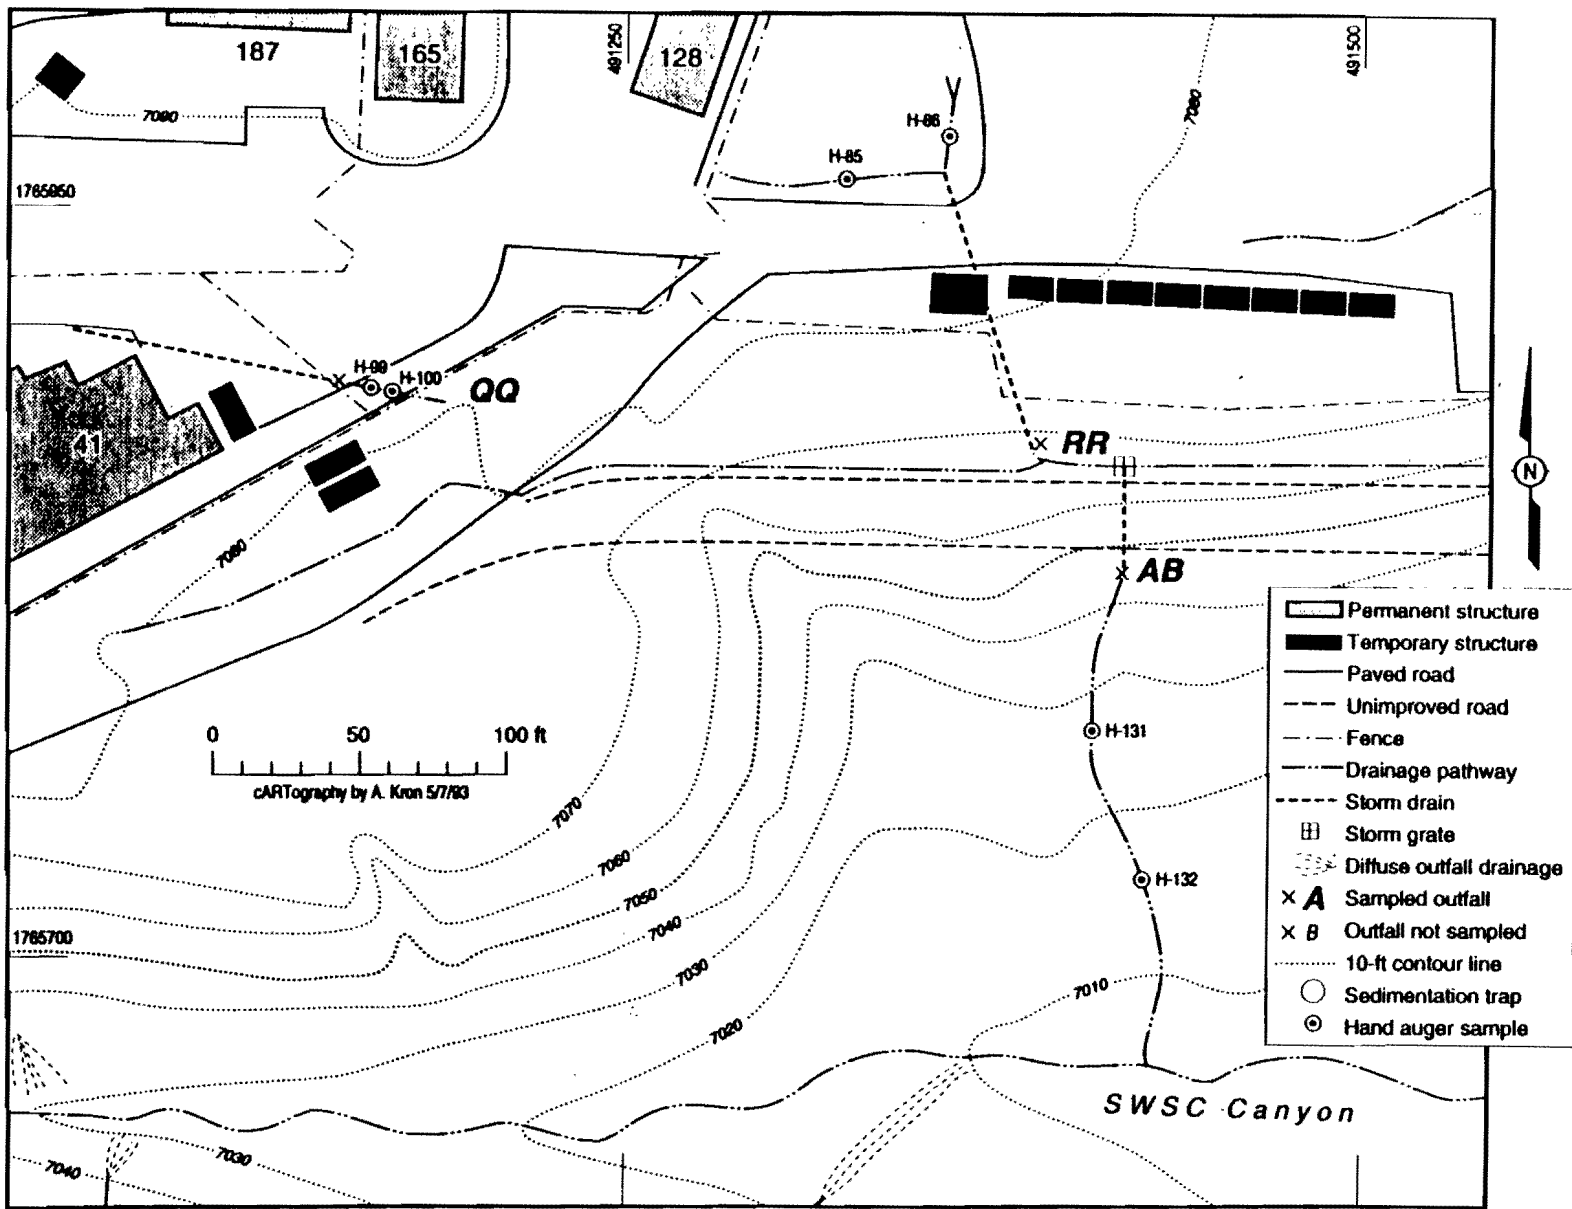 187
165
128
491250
491500
7090
H-86
H-85
7080
1765950
H-99
H-100
QQ
41
RR
7080
AB
Permanent structure
Temporary structure
Paved road
Unimproved road
Fence
Drainage pathway
Storm drain
Storm grate
Diffuse outfall drainage
A Sampled outfall
B Outfall not sampled
10-ft contour line
Sedimentation trap
Hand auger sample
N
0 50 100 ft
cARTography by A. Kron 5/7/93
H-131
7070
7060
H-132
7050
7040
1765700
7030
7010
7020
SWSC Canyon
7030
7040